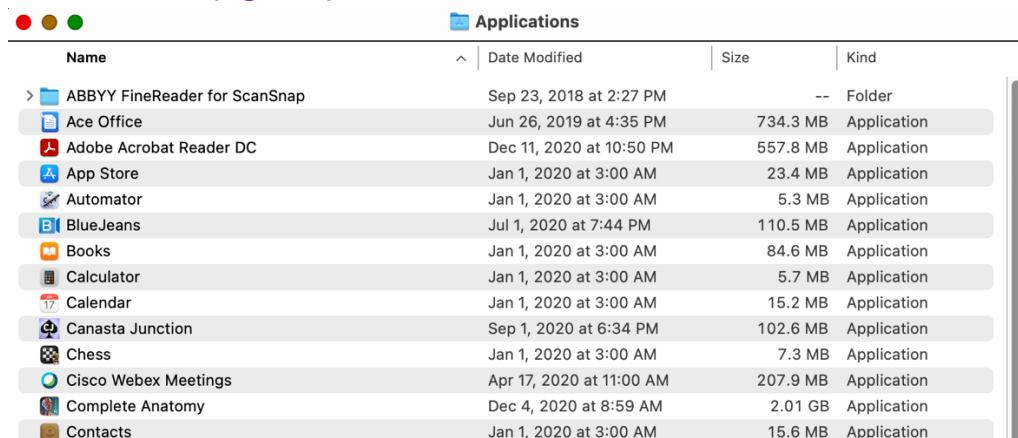 Applications
Name Date Modified Size Kind
ABBYY FineReader for ScanSnap Sep 23, 2018 at 2:27 PM -- Folder
Ace Office Jun 26, 2019 at 4:35 PM 734.3 MB Application
Adobe Acrobat Reader DC Dec 11, 2020 at 10:50 PM 557.8 MB Application
App Store Jan 1, 2020 at 3:00 AM 23.4 MB Application
Automator Jan 1, 2020 at 3:00 AM 5.3 MB Application
BlueJeans Jul 1, 2020 at 7:44 PM 110.5 MB Application
Books Jan 1, 2020 at 3:00 AM 84.6 MB Application
Calculator Jan 1, 2020 at 3:00 AM 5.7 MB Application
17 Calendar Jan 1, 2020 at 3:00 AM 15.2 MB Application
Canasta Junction Sep 1, 2020 at 6:34 PM 102.6 MB Application
Chess Jan 1, 2020 at 3:00 AM 7.3 MB Application
Cisco Webex Meetings Apr 17, 2020 at 11:00 AM 207.9 MB Application
Complete Anatomy Dec 4, 2020 at 8:59 AM 2.01 GB Application
Contacts Jan 1, 2020 at 3:00 AM 15.6 MB Application